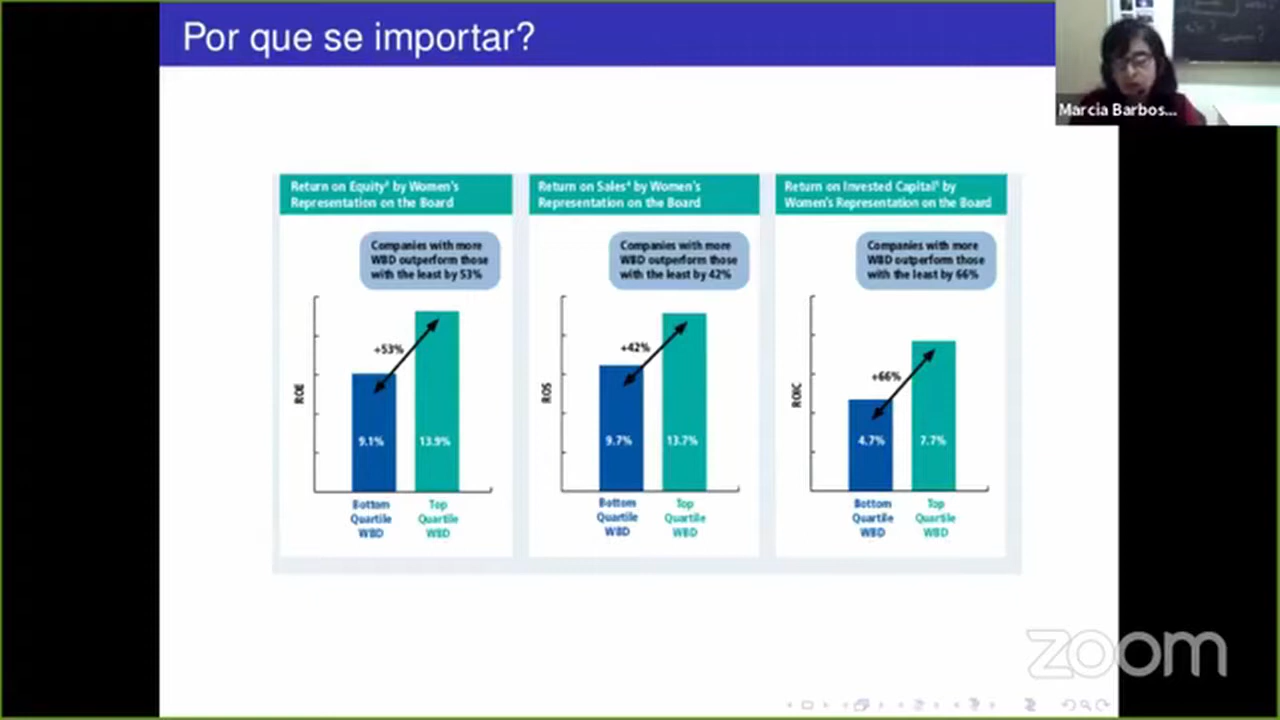 Por que se importar?
Marcia Barbos...
Return on Equity² by Women's
Representation on the Board
Companies with more
WBD outperform those
with the least by 53%
+53%
ROE
9.1%
13.9%
Bottom
Quartile
WBD
Top
Quartile
WBD
Return on Sales⁴ by Women's
Representation on the Board
Companies with more
WBD outperform those
with the least by 42%
+42%
ROS
9.7%
13.7%
Bottom
Quartile
WBD
Top
Quartile
WBD
Return on Invested Capital⁵ by
Women's Representation on the Board
Companies with more
WBD outperform those
with the least by 66%
+66%
ROIC
4.7%
7.7%
Bottom
Quartile
WBD
Top
Quartile
WBD
zoom